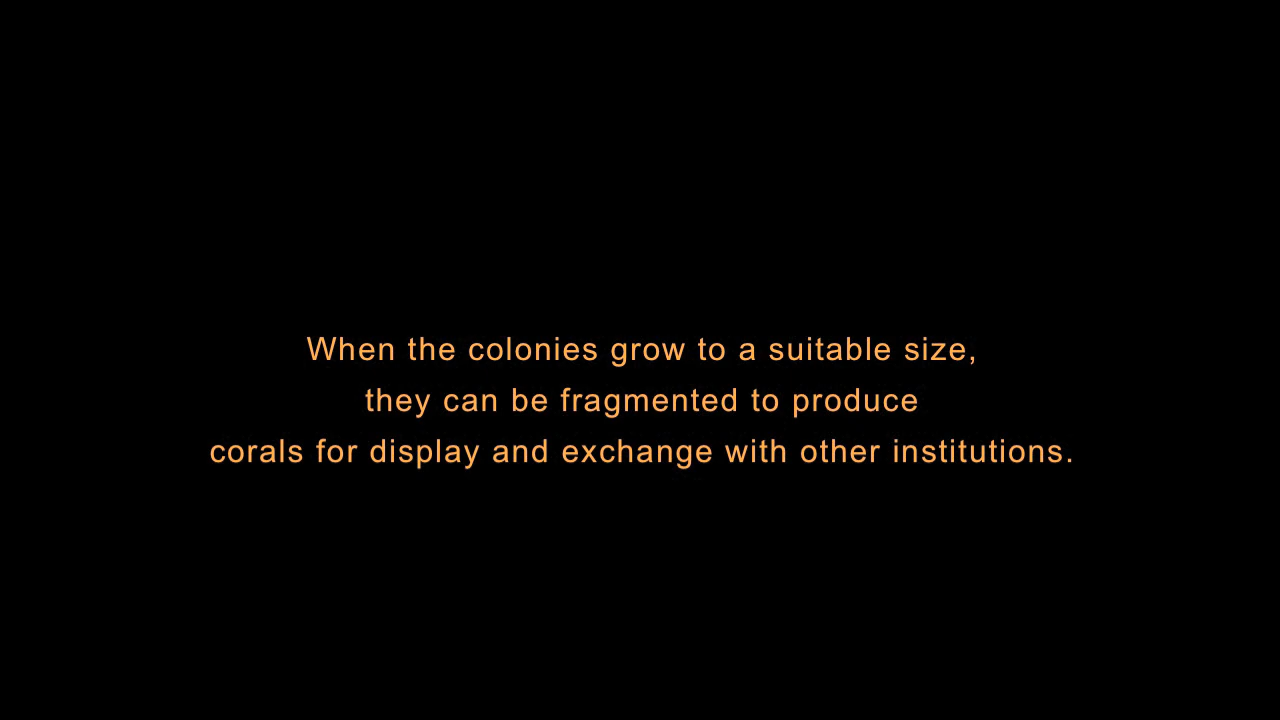 When the colonies grow to a suitable size,
they can be fragmented to produce
corals for display and exchange with other institutions.